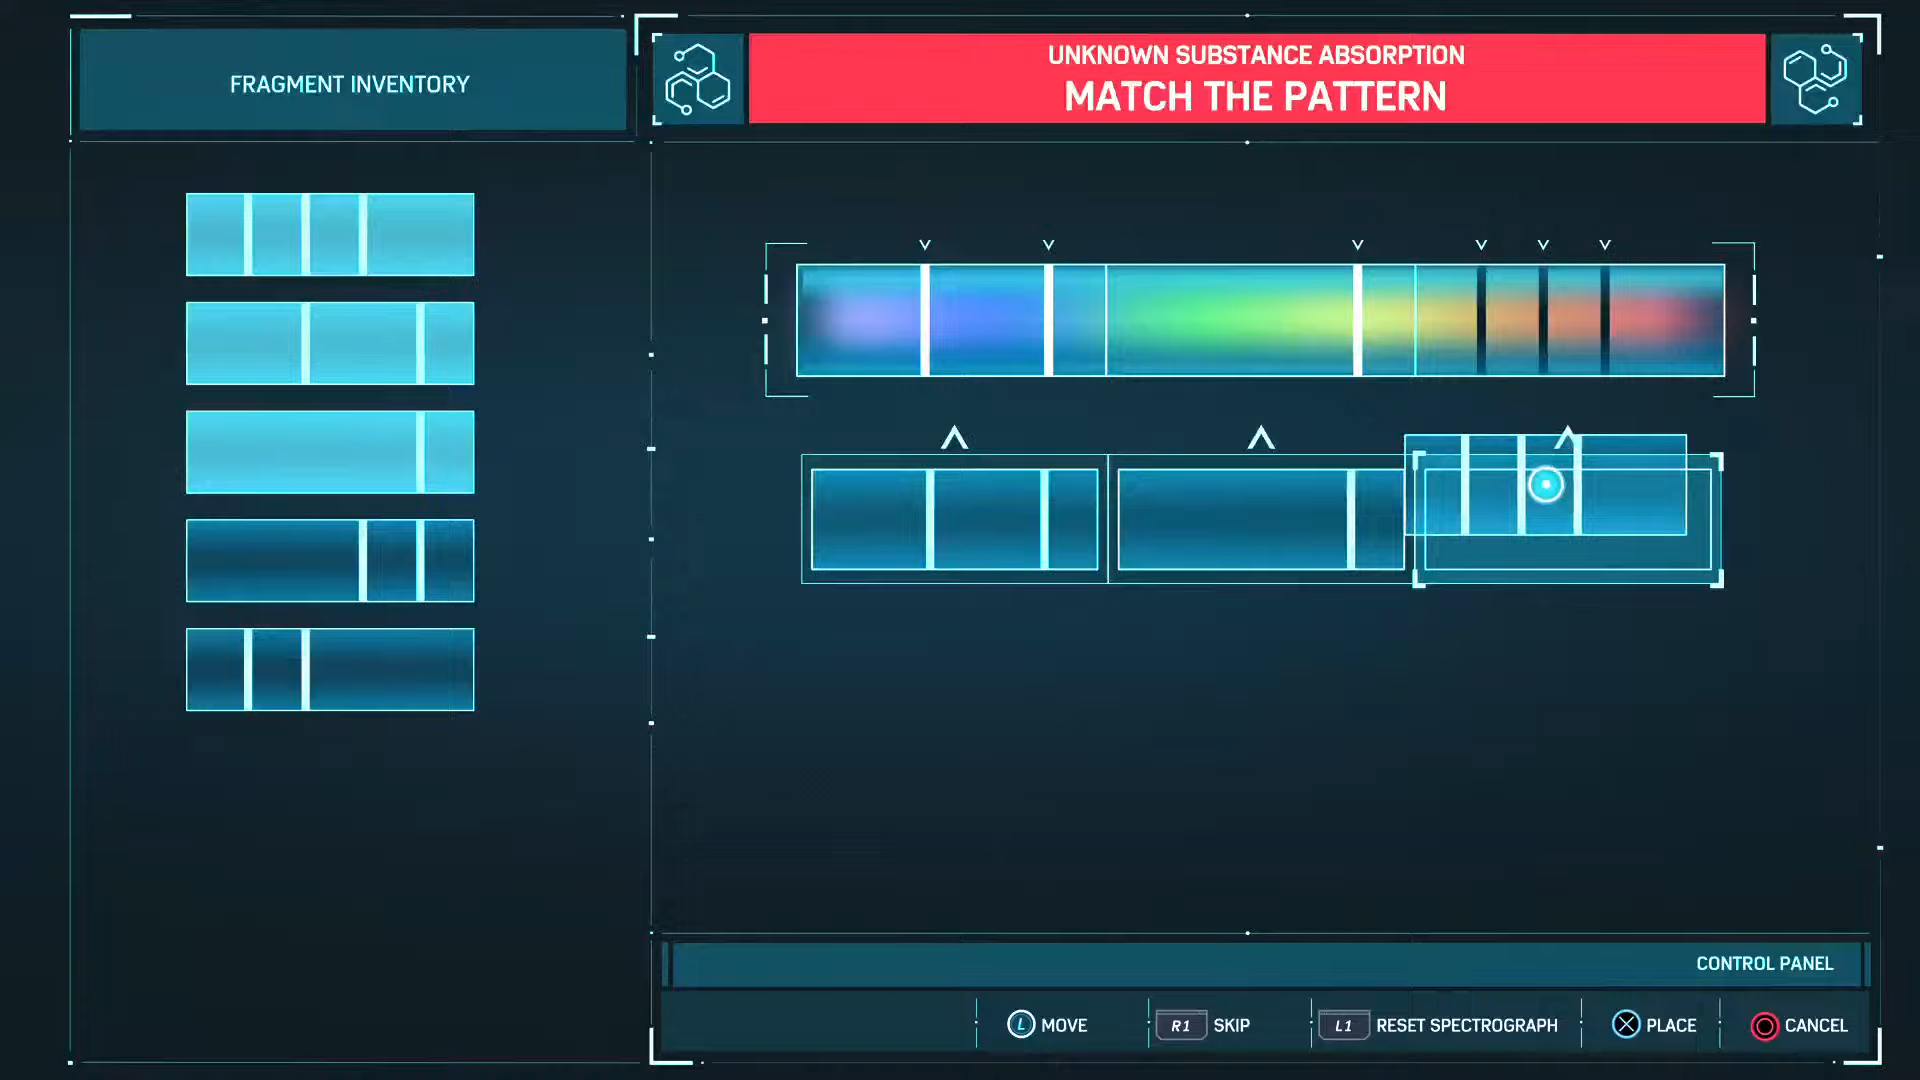 FRAGMENT INVENTORY
UNKNOWN SUBSTANCE ABSORPTION
MATCH THE PATTERN
CONTROL PANEL
L MOVE
R1 SKIP
L1 RESET SPECTROGRAPH
PLACE
CANCEL